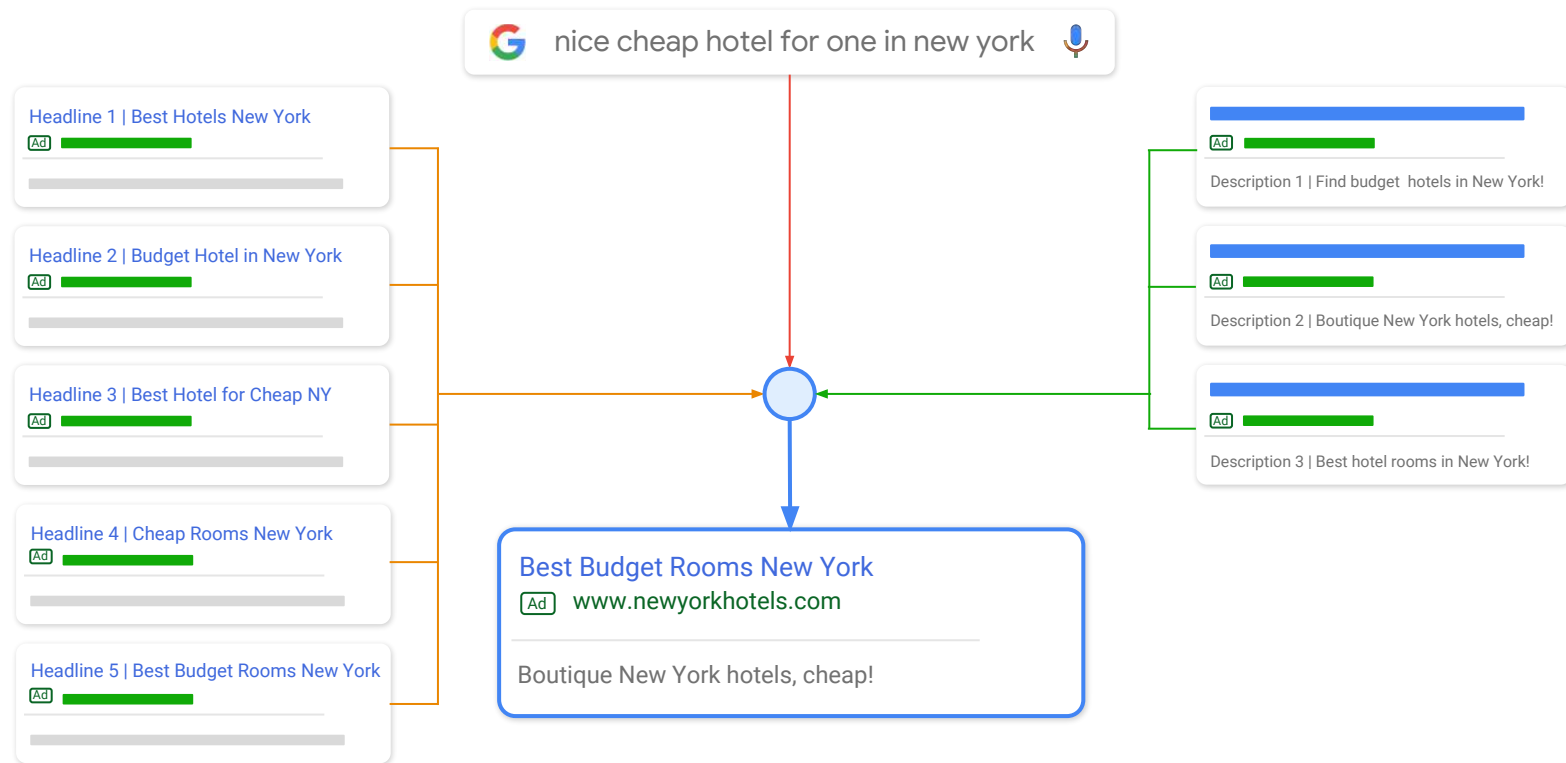 nice cheap hotel for one in new york
Headline 1 | Best Hotels New York
Ad
Headline 2 | Budget Hotel in New York
Ad
Headline 3 | Best Hotel for Cheap NY
Ad
Headline 4 | Cheap Rooms New York
Ad
Headline 5 | Best Budget Rooms New York
Ad
Ad
Description 1 | Find budget  hotels in New York!
Ad
Description 2 | Boutique New York hotels, cheap!
Ad
Description 3 | Best hotel rooms in New York!
Best Budget Rooms New York
Ad www.newyorkhotels.com
Boutique New York hotels, cheap!